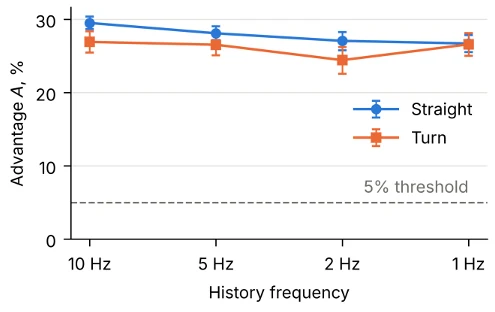 Advantage A, %
30
20
10
0
Straight
Turn
5% threshold
10 Hz
5 Hz
2 Hz
1 Hz
History frequency